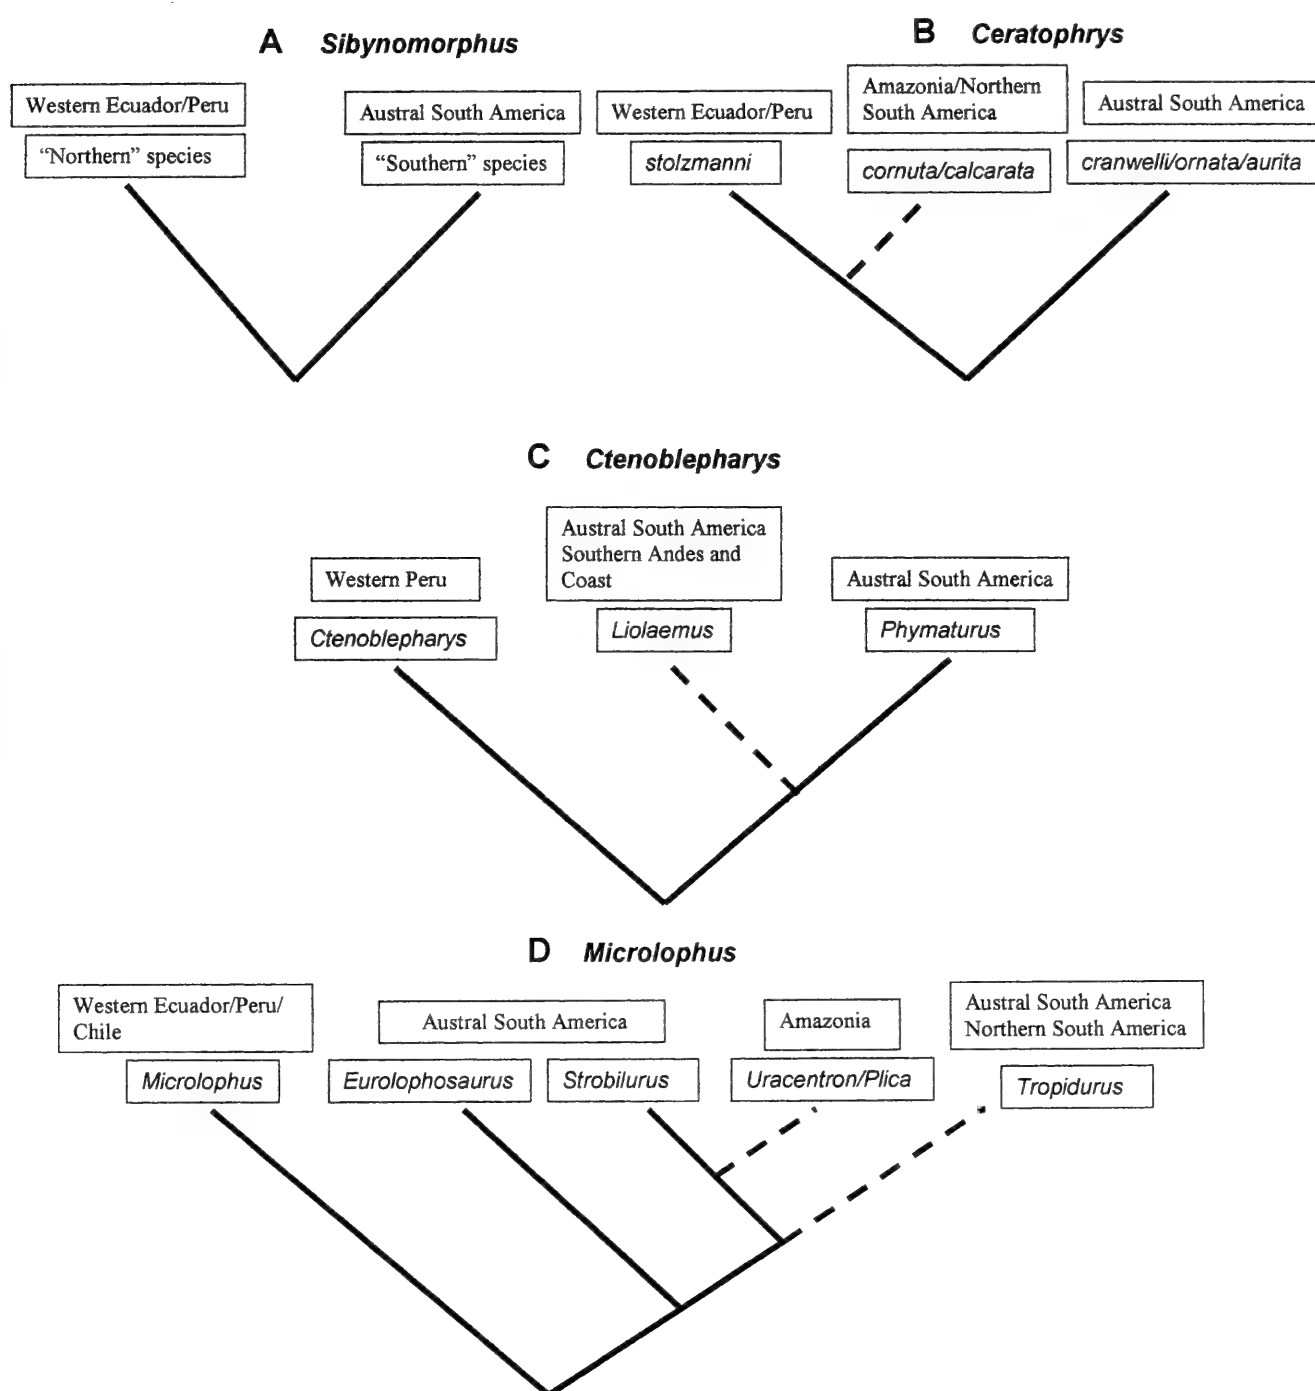 A Sibynomorphus
Western Ecuador/Peru
"Northern" species
Austral South America
"Southern" species
B Ceratophrys
Western Ecuador/Peru
stolzmanni
Amazonia/Northern
South America
cornuta/calcarata
Austral South America
cranwelli/ornata/aurita
C Ctenoblepharys
Western Peru
Ctenoblepharys
Austral South America
Southern Andes and
Coast
Liolaemus
Austral South America
Phymaturus
D Microlophus
Western Ecuador/Peru/
Chile
Microlophus
Austral South America
Eurolophosaurus
Strobilurus
Amazonia
Uracentron/Plica
Austral South America
Northern South America
Tropidurus